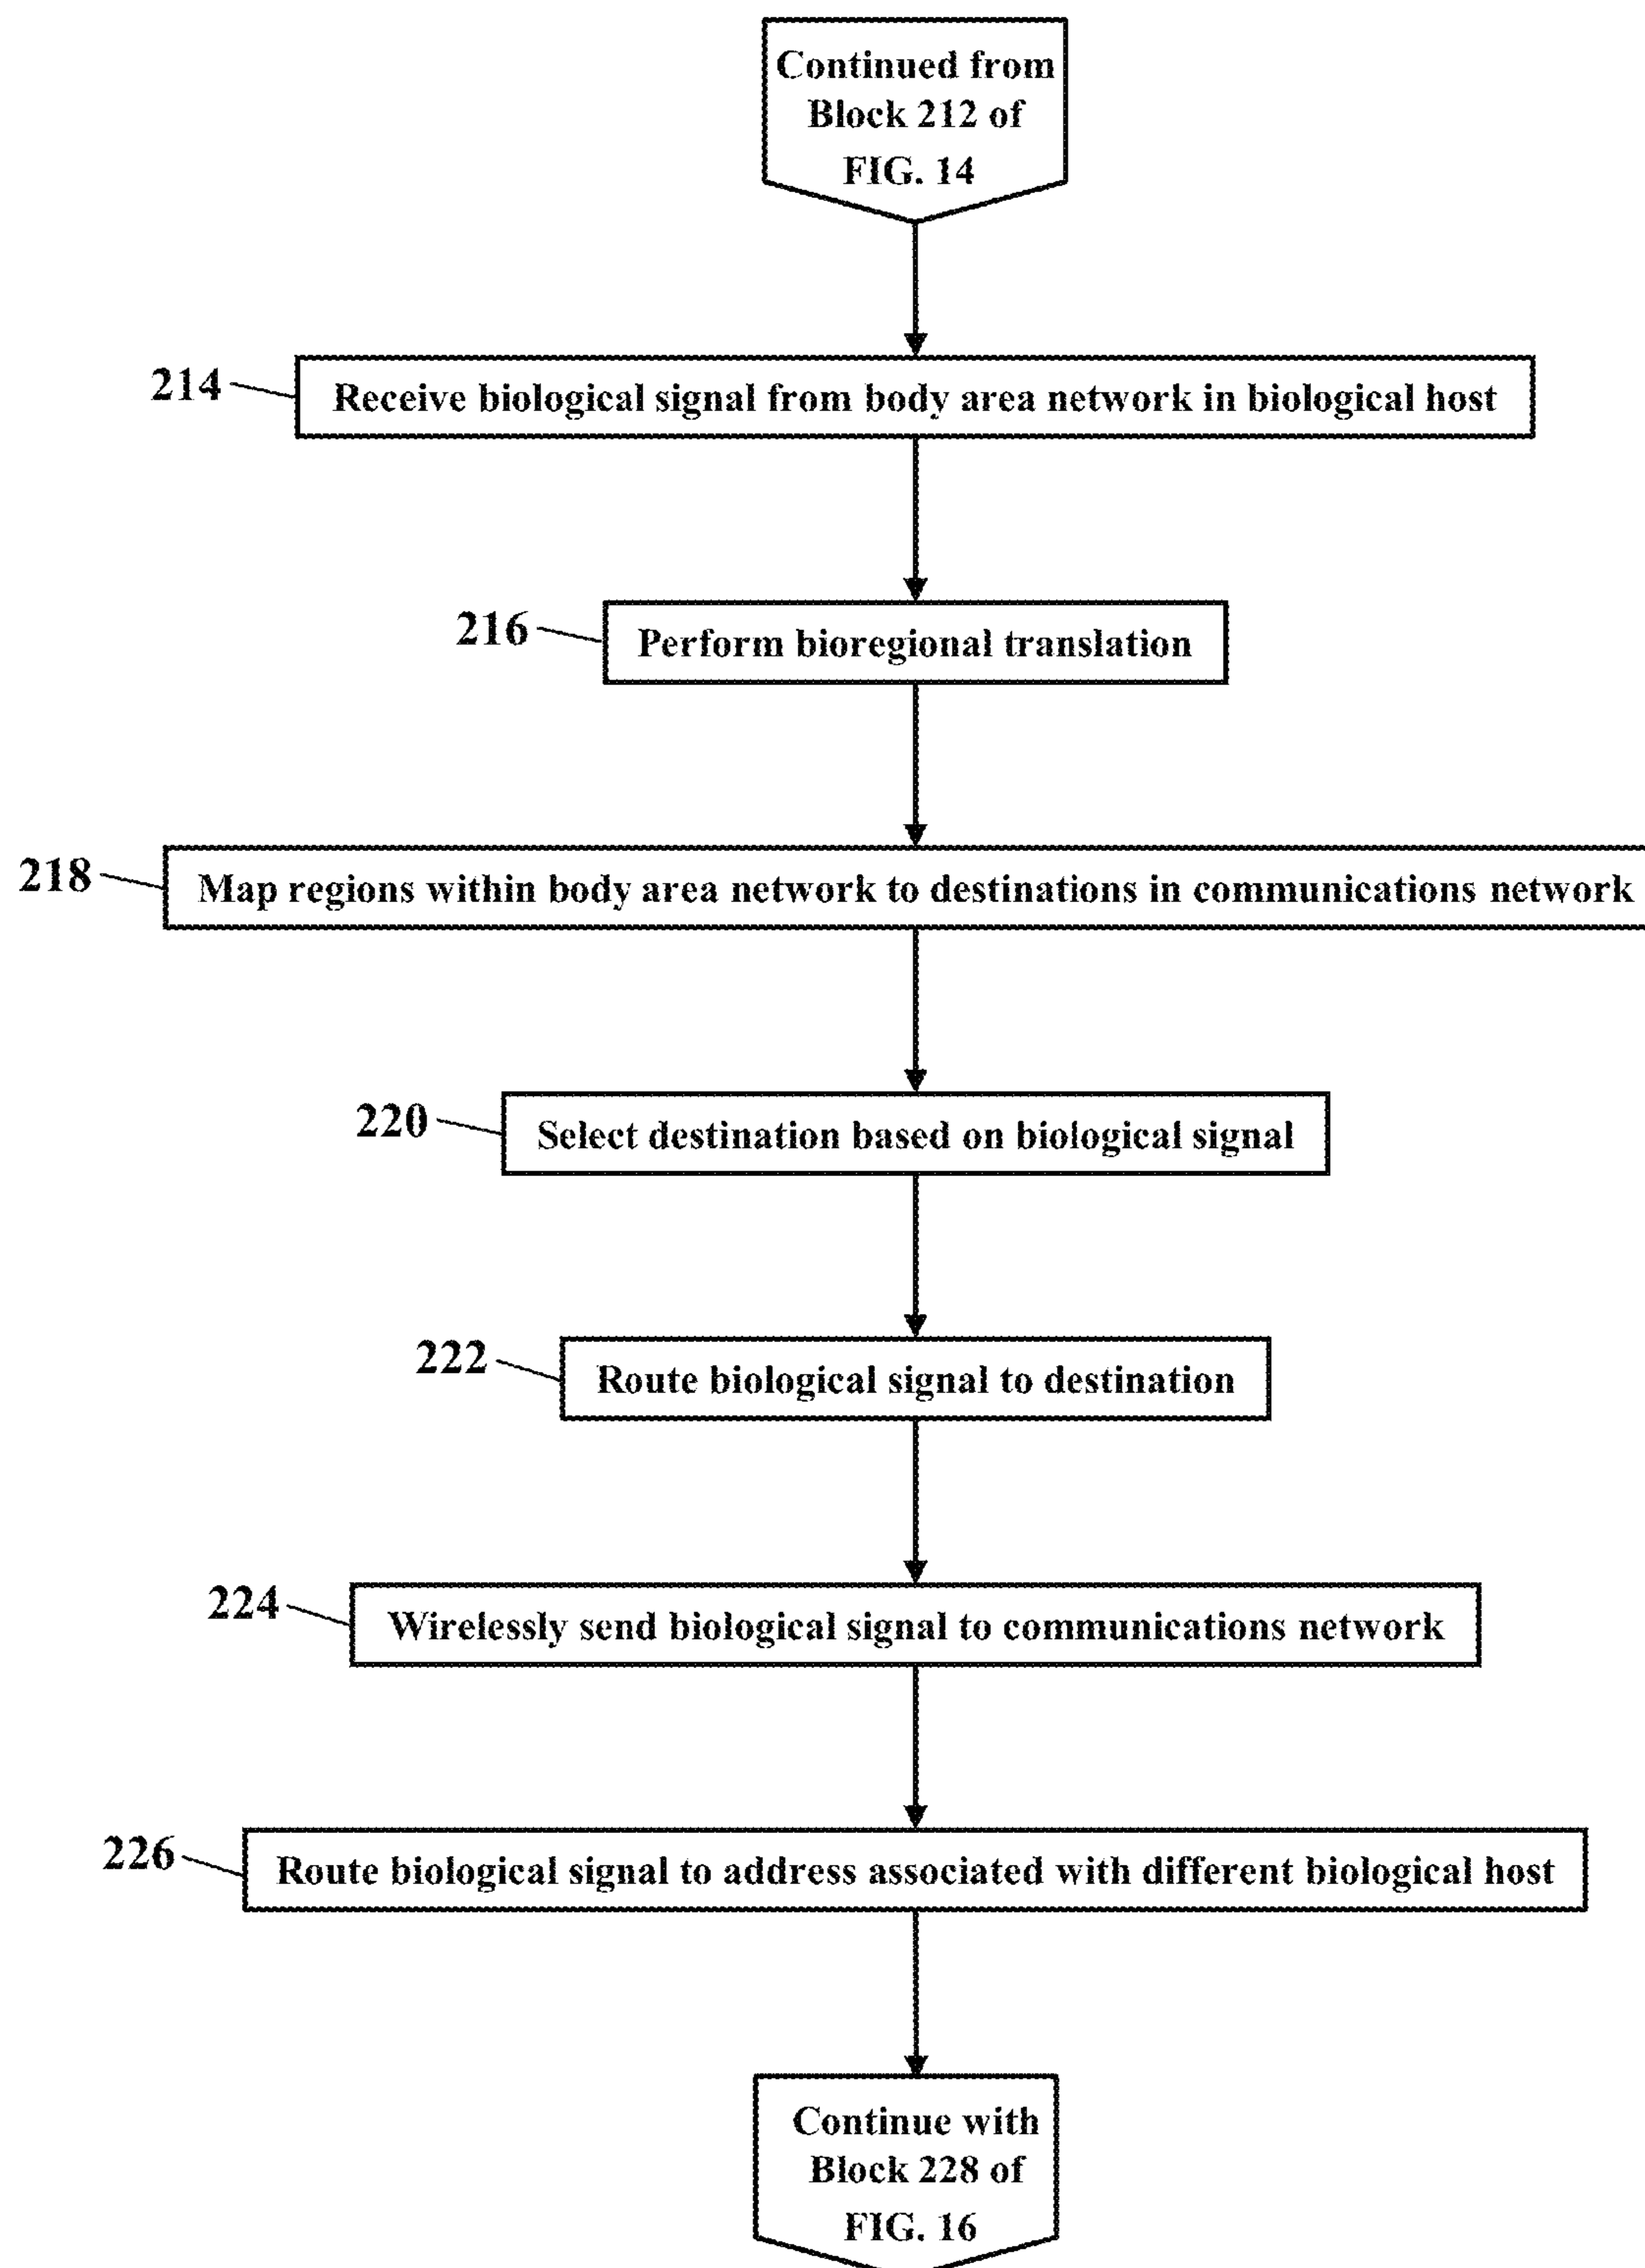 Continued from
Block 212 of
FIG. 14
214
Receive biological signal from body area network in biological host
216
Perform bioregional translation
218
Map regions within body area network to destinations in communications network
220
Select destination based on biological signal
222
Route biological signal to destination
224
Wirelessly send biological signal to communications network
226
Route biological signal to address associated with different biological host
Continue with
Block 228 of
FIG. 16